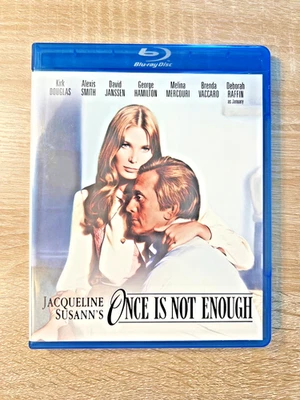 Blu-ray Disc
Kirk Alexis David George Melina Brenda Deborah
DOUGLAS SMITH JANSSEN HAMILTON MERCOURI VACCARO RAFFIN
as January
JACQUELINE
SUSANN'S ONCE IS NOT ENOUGH